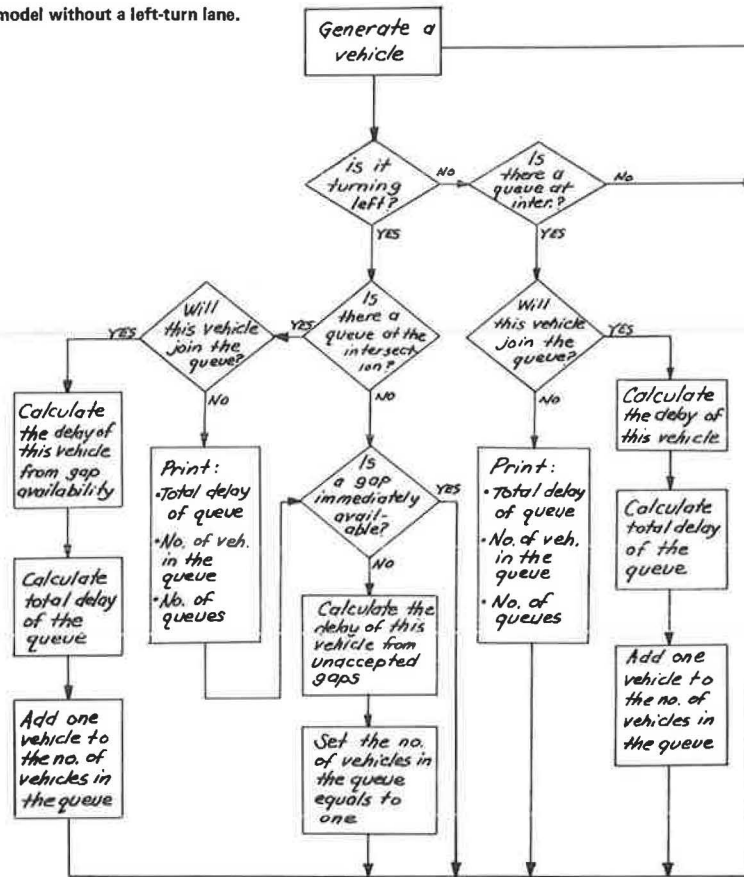 model without a left-turn lane.
Generate a
vehicle
is it
turning
left?
NO
Is
there a
queue at
inter.?
NO
YES
YES
Will
this vehicle
join the
queue?
YES
YES
Is
there a
queue at the
intersect-
ion?
Will
this vehicle
join the
queue?
YES
NO
NO
NO
Calculate
the delay of
this vehicle
from gap
availability
Print:
•Total delay
of queue
•No. of veh.
in the
queue
•No. of
queues
Is
a gap
immediately
avail-
able?
YES
NO
Print:
•Total delay
of queue
•No. of veh.
in the
queue
• No. of
queues
Calculate
the delay of
this vehicle
Calculate
total delay
of the
queue
Calculate
total delay
of the
queue
Calculate the
delay of this
vehicle from
unaccepted
gaps
Add one
vehicle to
the no. of
vehicles in
the queue
Add one
vehicle to
the no. of
vehicles in
the queue
Set the no.
of vehicles in
the queue
equals to
one